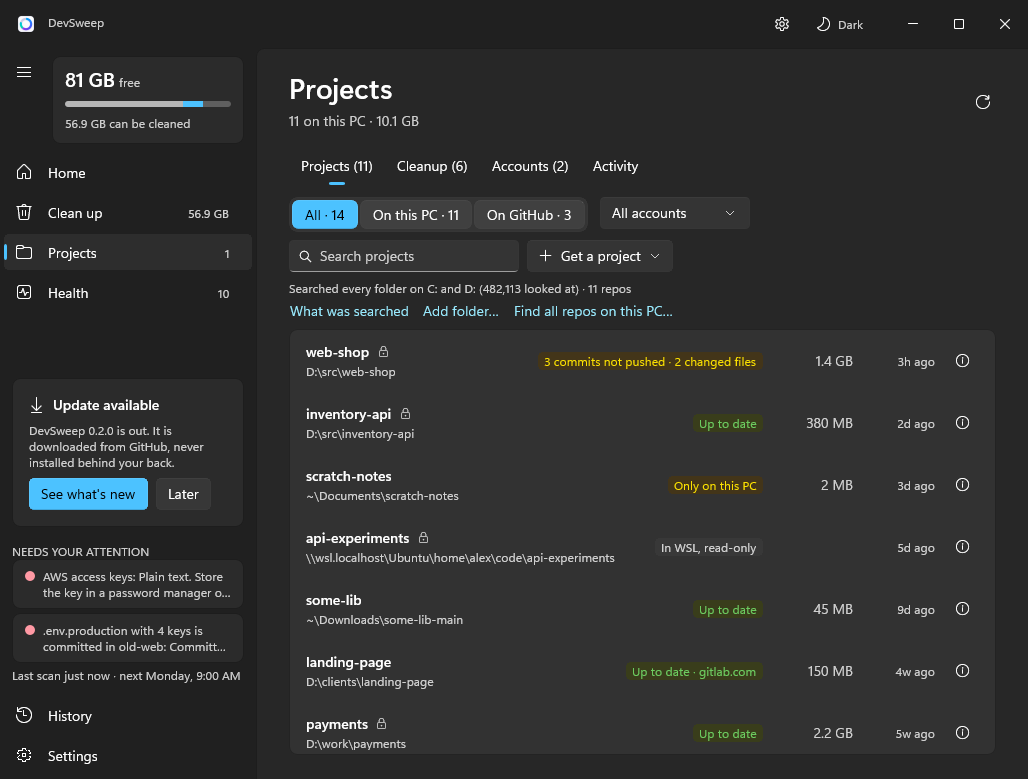 DevSweep
Dark
81 GB free
56.9 GB can be cleaned
Home
Clean up 56.9 GB
Projects 1
Health 10
Update available
DevSweep 0.2.0 is out. It is
downloaded from GitHub, never
installed behind your back.
See what's new Later
NEEDS YOUR ATTENTION
AWS access keys: Plain text. Store
the key in a password manager o...
.env.production with 4 keys is
committed in old-web: Committ...
Last scan just now · next Monday, 9:00 AM
History
Settings
Projects
11 on this PC · 10.1 GB
Projects (11) Cleanup (6) Accounts (2) Activity
All · 14 On this PC · 11 On GitHub · 3 All accounts
Search projects Get a project
Searched every folder on C: and D: (482,113 looked at) · 11 repos
What was searched Add folder... Find all repos on this PC...
web-shop
D:\src\web-shop
3 commits not pushed · 2 changed files 1.4 GB 3h ago
inventory-api
D:\src\inventory-api
Up to date 380 MB 2d ago
scratch-notes
~\Documents\scratch-notes
Only on this PC 2 MB 3d ago
api-experiments
\\wsl.localhost\Ubuntu\home\alex\code\api-experiments
In WSL, read-only 5d ago
some-lib
~\Downloads\some-lib-main
Up to date 45 MB 9d ago
landing-page
D:\clients\landing-page
Up to date · gitlab.com 150 MB 4w ago
payments
D:\work\payments
Up to date 2.2 GB 5w ago